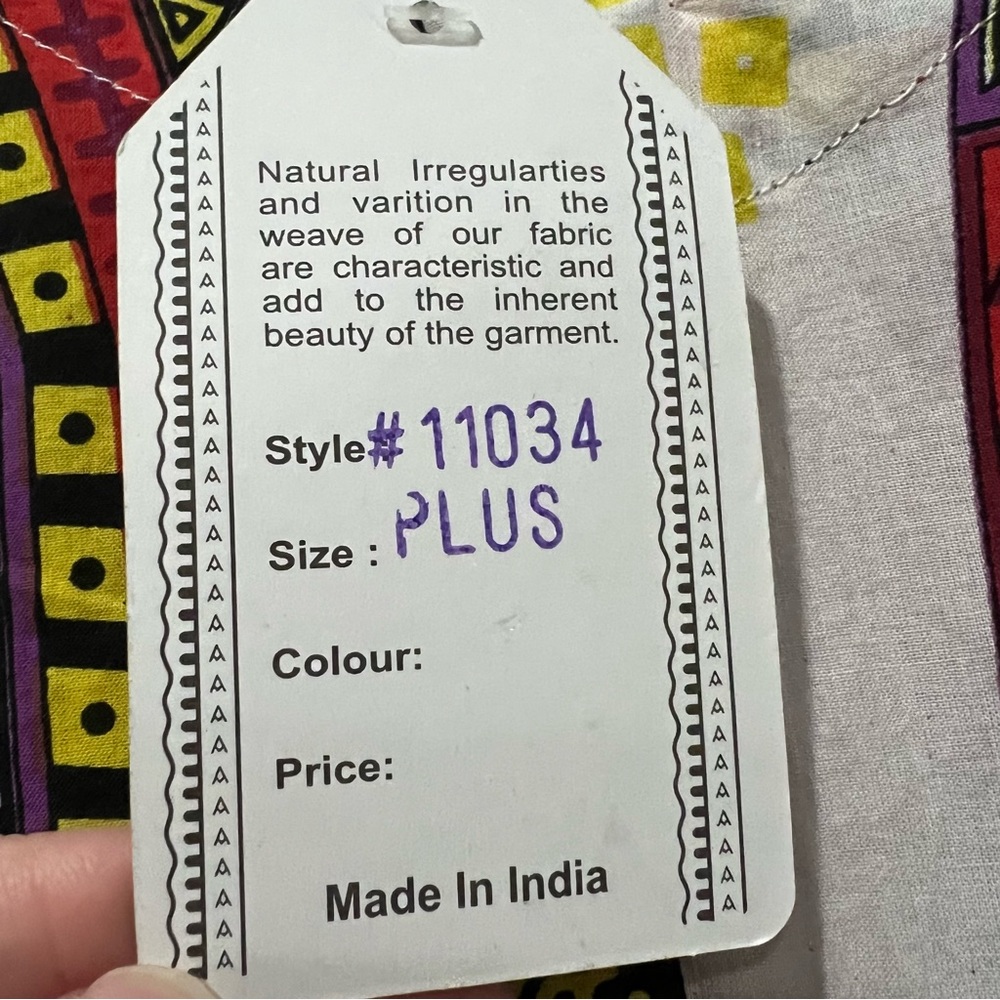 Natural Irregularties
and varition in the
weave of our fabric
are characteristic and
add to the inherent
beauty of the garment.
Style# 11034
Size : PLUS
Colour:
Price:
Made In India